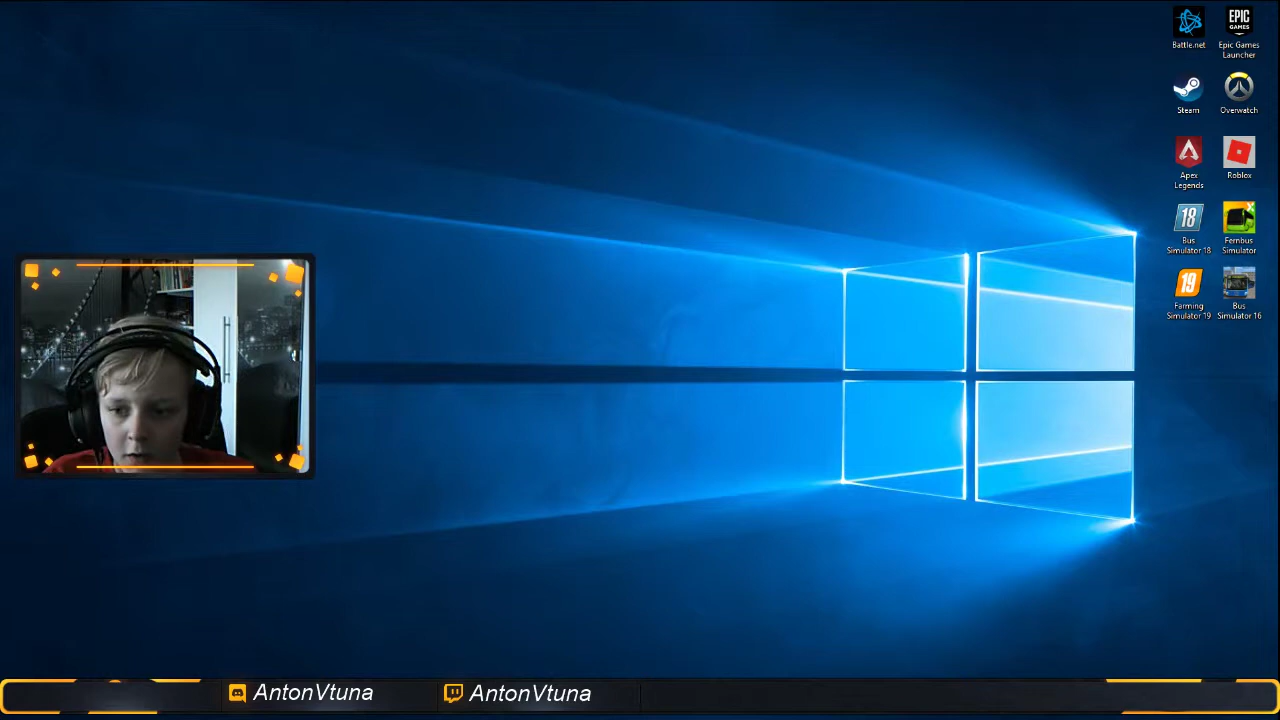 Battle.net
EPIC
GAMES
Epic Games
Launcher
Steam
Overwatch
Apex
Legends
Roblox
18
Bus
Simulator 18
Fernbus
Simulator
19
Farming
Simulator 19
Bus
Simulator 16
AntonVtuna
AntonVtuna